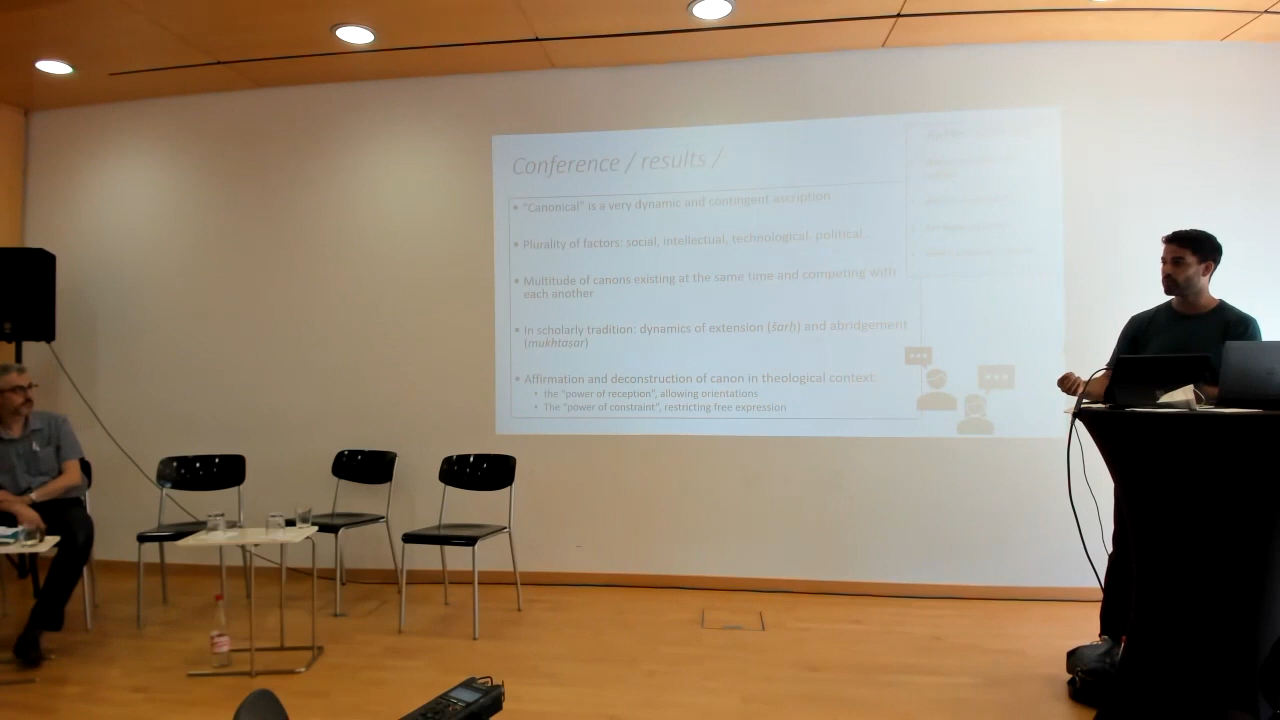 Conference / results /
• “Canonical” is a very dynamic and contingent ascription
• Plurality of factors: social, intellectual, technological, political...
• Multitude of canons existing at the same time and competing with
each another
• In scholarly tradition: dynamics of extension (šarḥ) and abridgement
(mukhtaṣar)
• Affirmation and deconstruction of canon in theological context:
• the “power of reception”, allowing orientations
• The “power of constraint”, restricting free expression